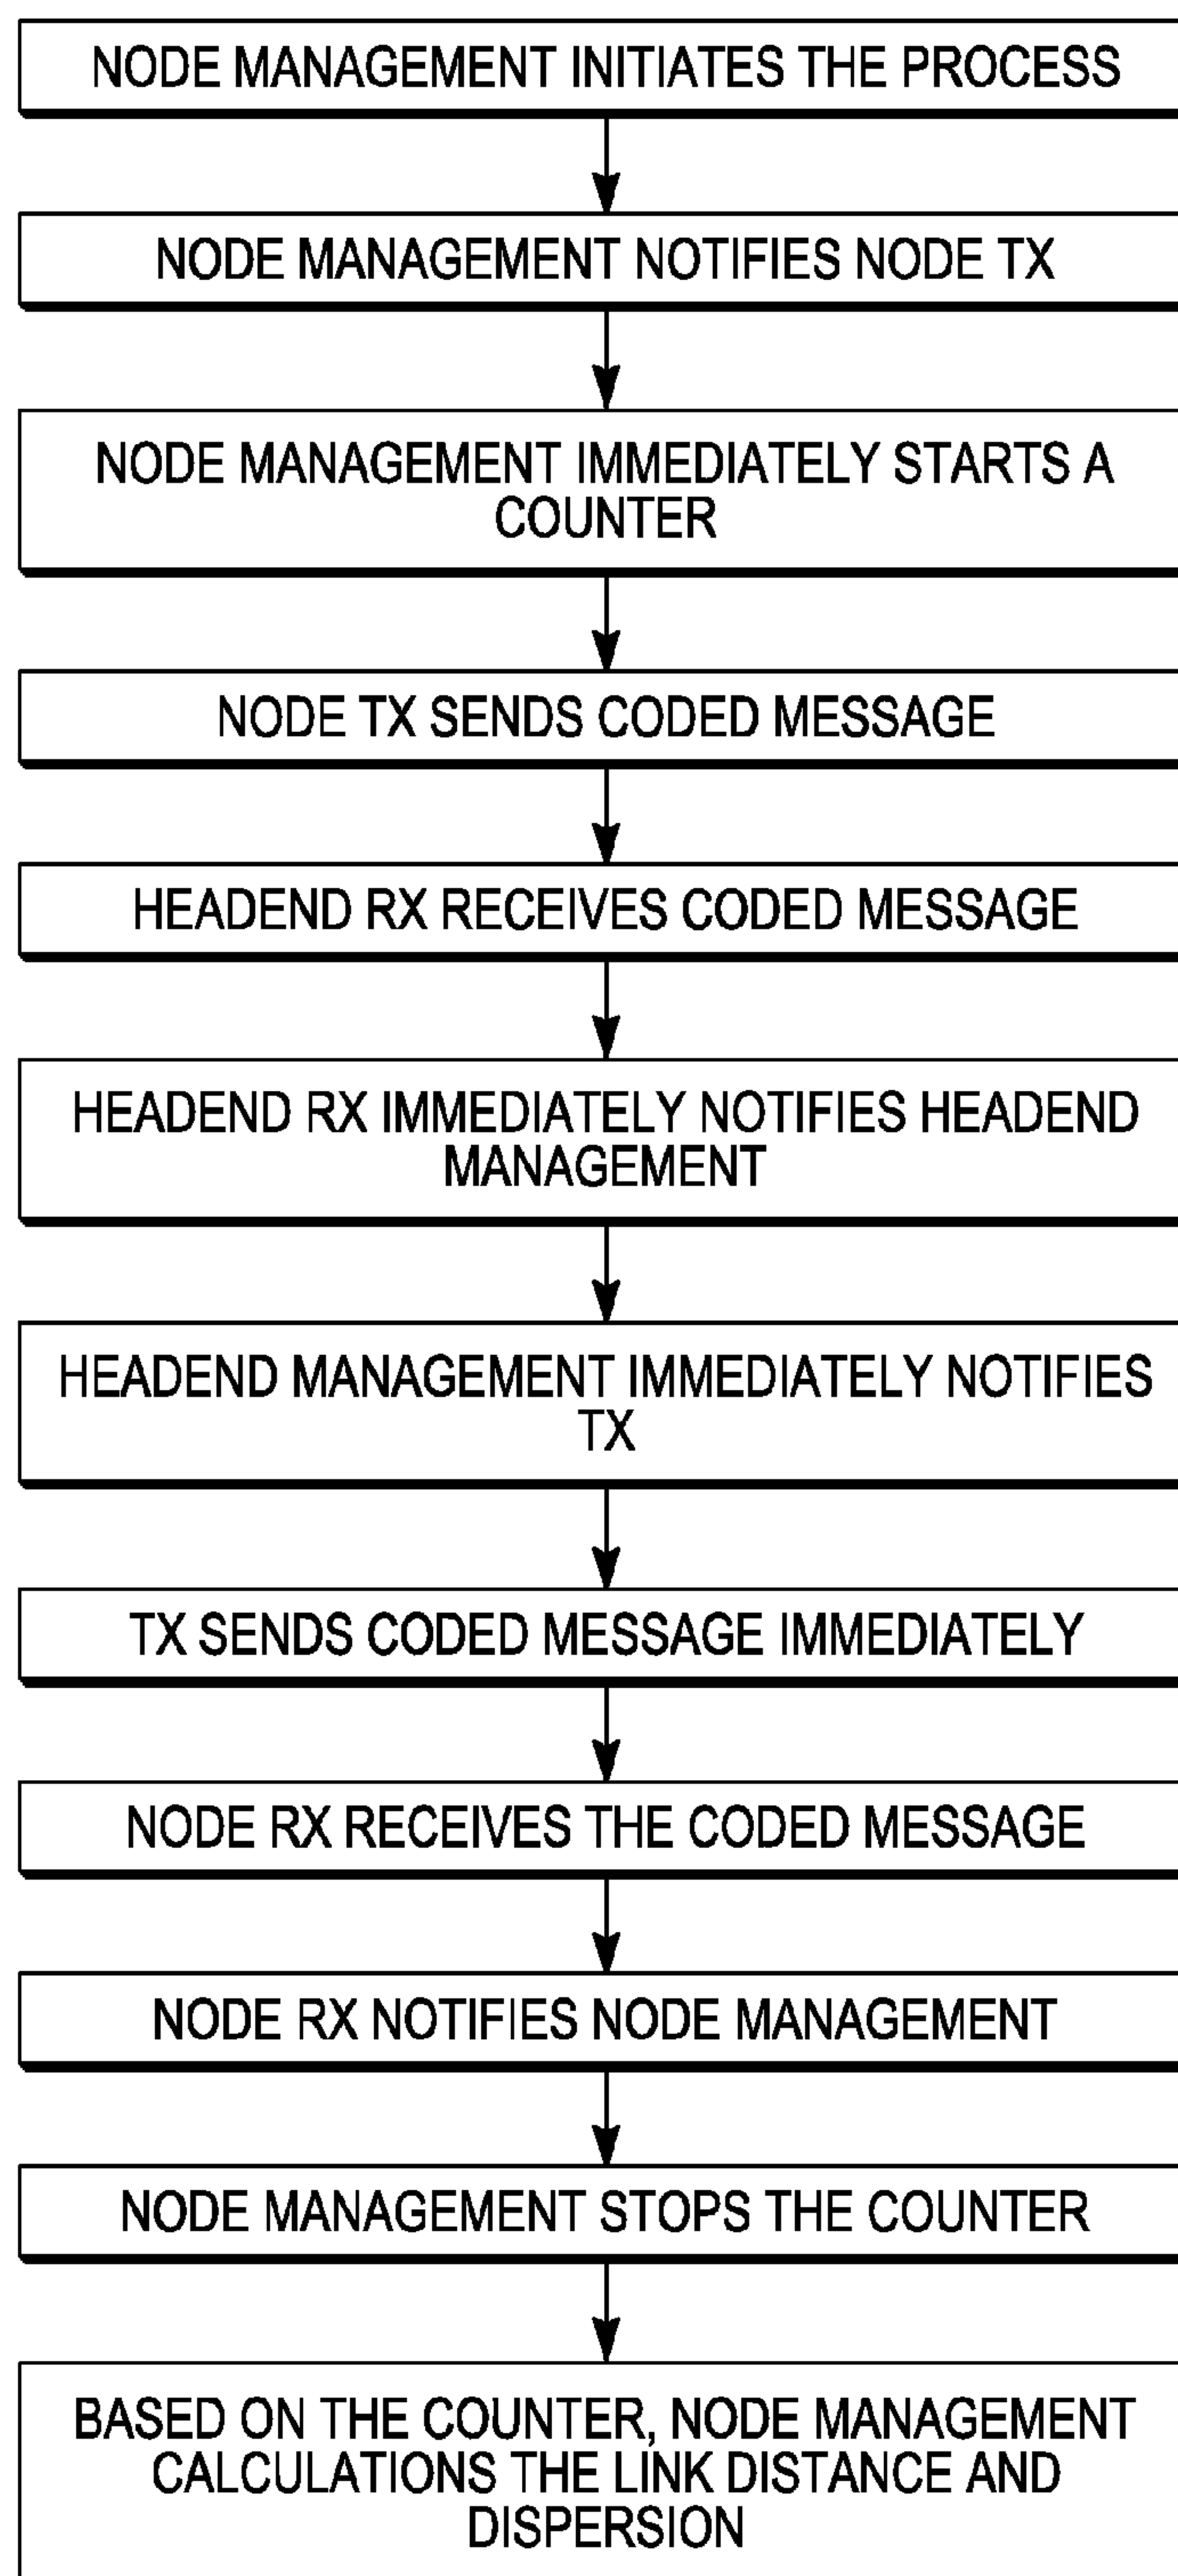 NODE MANAGEMENT INITIATES THE PROCESS
NODE MANAGEMENT NOTIFIES NODE TX
NODE MANAGEMENT IMMEDIATELY STARTS A
COUNTER
NODE TX SENDS CODED MESSAGE
HEADEND RX RECEIVES CODED MESSAGE
HEADEND RX IMMEDIATELY NOTIFIES HEADEND
MANAGEMENT
HEADEND MANAGEMENT IMMEDIATELY NOTIFIES
TX
TX SENDS CODED MESSAGE IMMEDIATELY
NODE RX RECEIVES THE CODED MESSAGE
NODE RX NOTIFIES NODE MANAGEMENT
NODE MANAGEMENT STOPS THE COUNTER
BASED ON THE COUNTER, NODE MANAGEMENT
CALCULATIONS THE LINK DISTANCE AND
DISPERSION